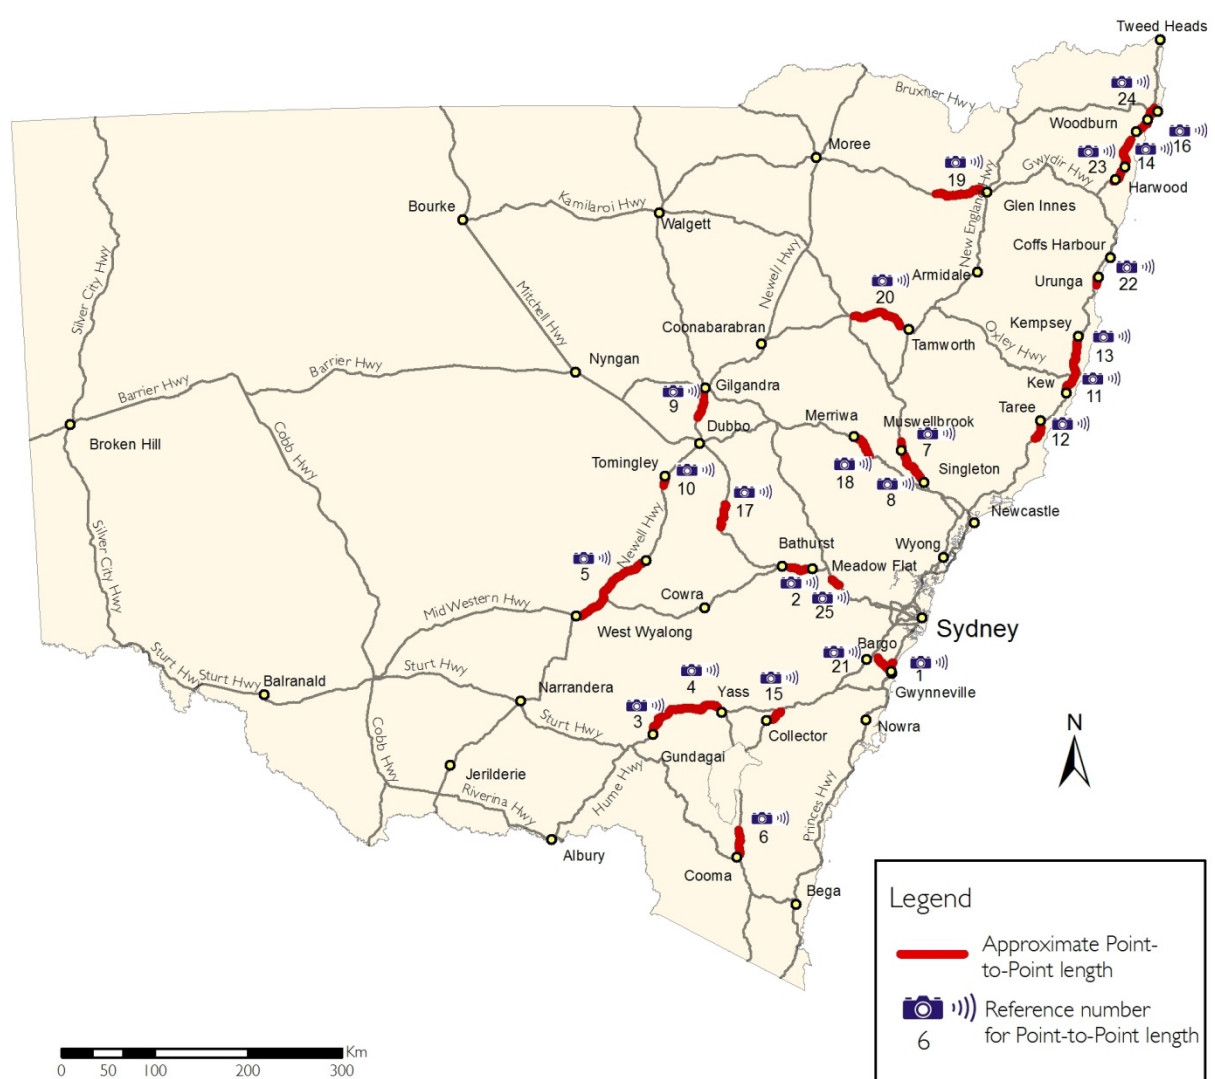 Tweed Heads
Bruxner Hwy
24
Woodburn
16
Moree
23
14
19
Gwydir Hwy
Harwood
Glen Innes
Bourke
Kamilaroi Hwy
Walgett
New England Hwy
Coffs Harbour
Silver City Hwy
Newell Hwy
Armidale
Urunga
22
Mitchell Hwy
20
Coonabarabran
Kempsey
Oxley Hwy
13
Tamworth
Nyngan
Barrier Hwy
Barrier Hwy
Gilgandra
Kew
11
9
Merriwa
Taree
Muswellbrook
Dubbo
12
Broken Hill
Cobb Hwy
7
Tomingley
10
18
8
Singleton
17
Newcastle
Silver City Hwy
Newell Hwy
Bathurst
Wyong
5
Meadow Flat
2
25
Mid Western Hwy
Cowra
West Wyalong
Sydney
Bargo
Sturt Hwy
Sturt Hwy
Sturt Hwy
21
1
Balranald
4
15
Narrandera
Yass
Gwynneville
3
Sturt Hwy
Collector
Nowra
N
Cobb Hwy
Gundagai
Jerilderie
Hume Hwy
Riverina Hwy
Princes Hwy
6
Albury
Cooma
Bega
Legend
Approximate Point-
to-Point length
Reference number
for Point-to-Point length
6
Km
0 50 100 200 300